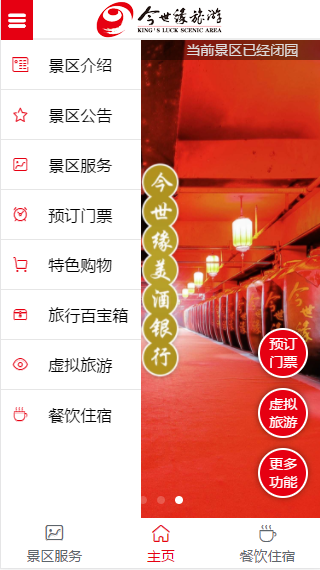 今世缘旅游
KING'S LUCK SCENIC AREA
当前景区已经闭园
景区介绍
景区公告
景区服务
预订门票
特色购物
旅行百宝箱
虚拟旅游
餐饮住宿
今世缘美酒银行
预订
门票
虚拟
旅游
更多
功能
景区服务
主页
餐饮住宿